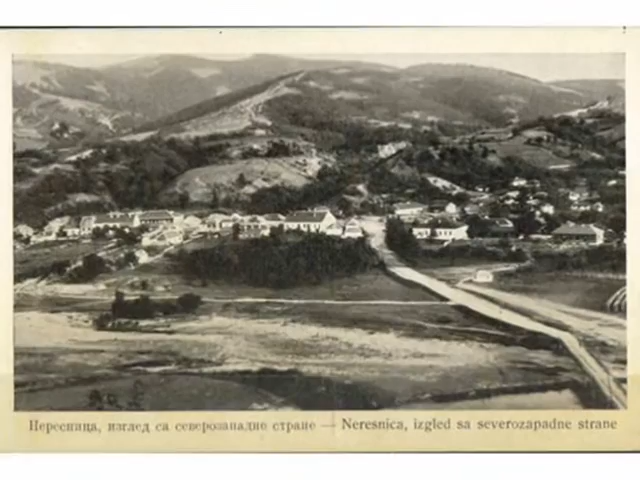 Нересница, изглед са северозападне стране — Neresnica, izgled sa severozapadne strane